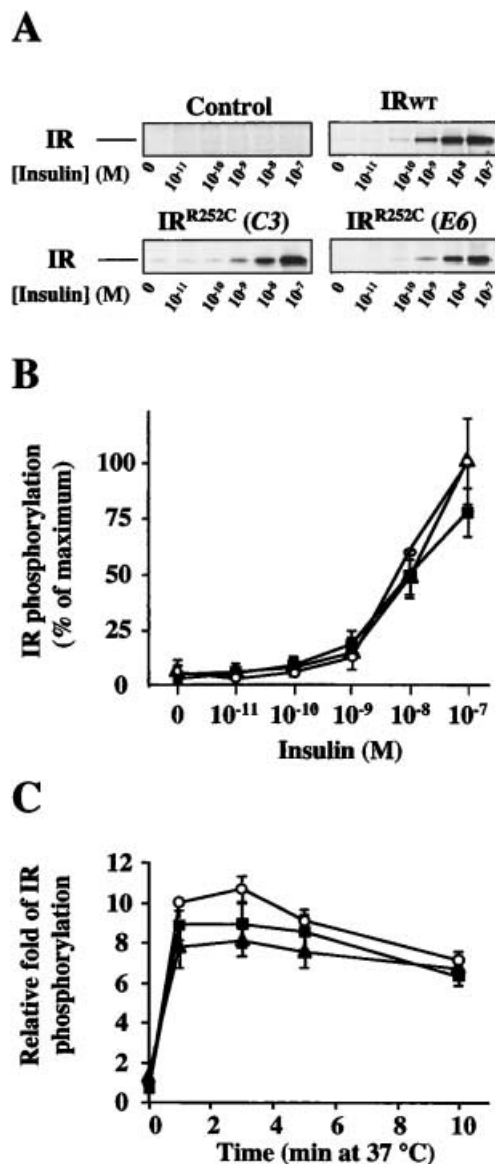 A
Control IRWT
IR
[Insulin] (M) 0 10-11 10-10 10-9 10-8 10-7 0 10-11 10-10 10-9 10-8 10-7
IRR252C (C3) IRR252C (E6)
IR
[Insulin] (M) 0 10-11 10-10 10-9 10-8 10-7 0 10-11 10-10 10-9 10-8 10-7
B
IR phosphorylation
(% of maximum)
100
75
50
25
0
0 10-11 10-10 10-9 10-8 10-7
Insulin (M)
C
Relative fold of IR
phosphorylation
12
10
8
6
4
2
0
0 2 4 6 8 10
Time (min at 37 °C)